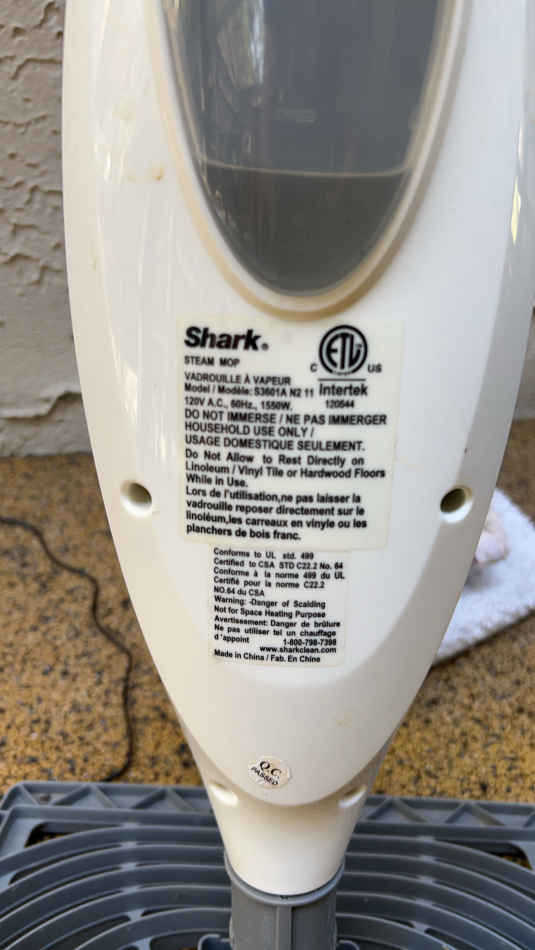 Shark®
STEAM MOP
VADROUILLE À VAPEUR
Model / Modèle: S3601A N2 11
120V A.C., 60Hz., 1550W.
C ETL US
Intertek
120544
DO NOT IMMERSE / NE PAS IMMERGER
HOUSEHOLD USE ONLY /
USAGE DOMESTIQUE SEULEMENT.
Do Not Allow to Rest Directly on
Linoleum / Vinyl Tile or Hardwood Floors
While in Use.
Lors de l'utilisation,ne pas laisser la
vadrouille reposer directement sur le
linoléum,les carreaux en vinyle ou les
planchers de bois franc.
Conforms to UL std. 499
Certified to CSA STD C22.2 No. 64
Conforme à la norme 499 du UL
Certifié pour la norme C22.2
NO.64 du CSA
Warning: -Danger of Scalding
Not for Space Heating Purpose
Avertissement: Danger de brûlure
Ne pas utiliser tel un chauffage
d'appoint 1-800-798-7398
www.sharkclean.com
Made in China / Fab. En Chine
Q.C.
PASSED